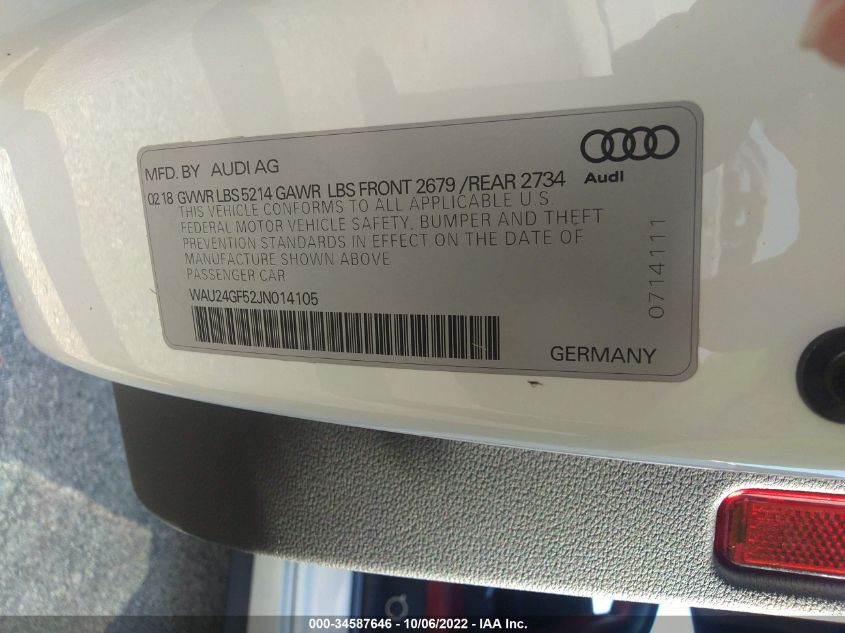 MFD. BY AUDI AG
Audi
02 18 GVWR LBS 5214 GAWR LBS FRONT 2679 /REAR 2734
THIS VEHICLE CONFORMS TO ALL APPLICABLE U.S.
FEDERAL MOTOR VEHICLE SAFETY, BUMPER AND THEFT
PREVENTION STANDARDS IN EFFECT ON THE DATE OF
MANUFACTURE SHOWN ABOVE
PASSENGER CAR
WAU24GF52JN014105
0714111
GERMANY
000-34587646 - 10/06/2022 - IAA Inc.